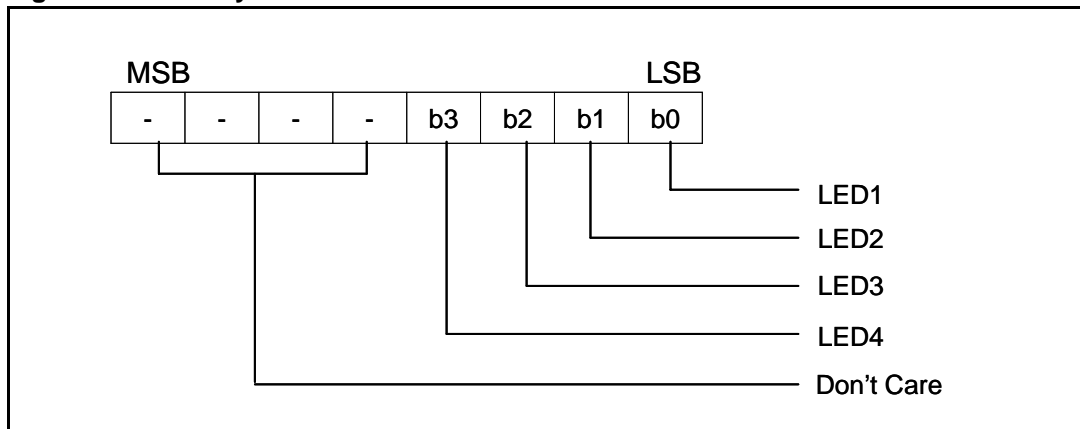 MSB LSB
- - - - b3 b2 b1 b0
LED1
LED2
LED3
LED4
Don't Care